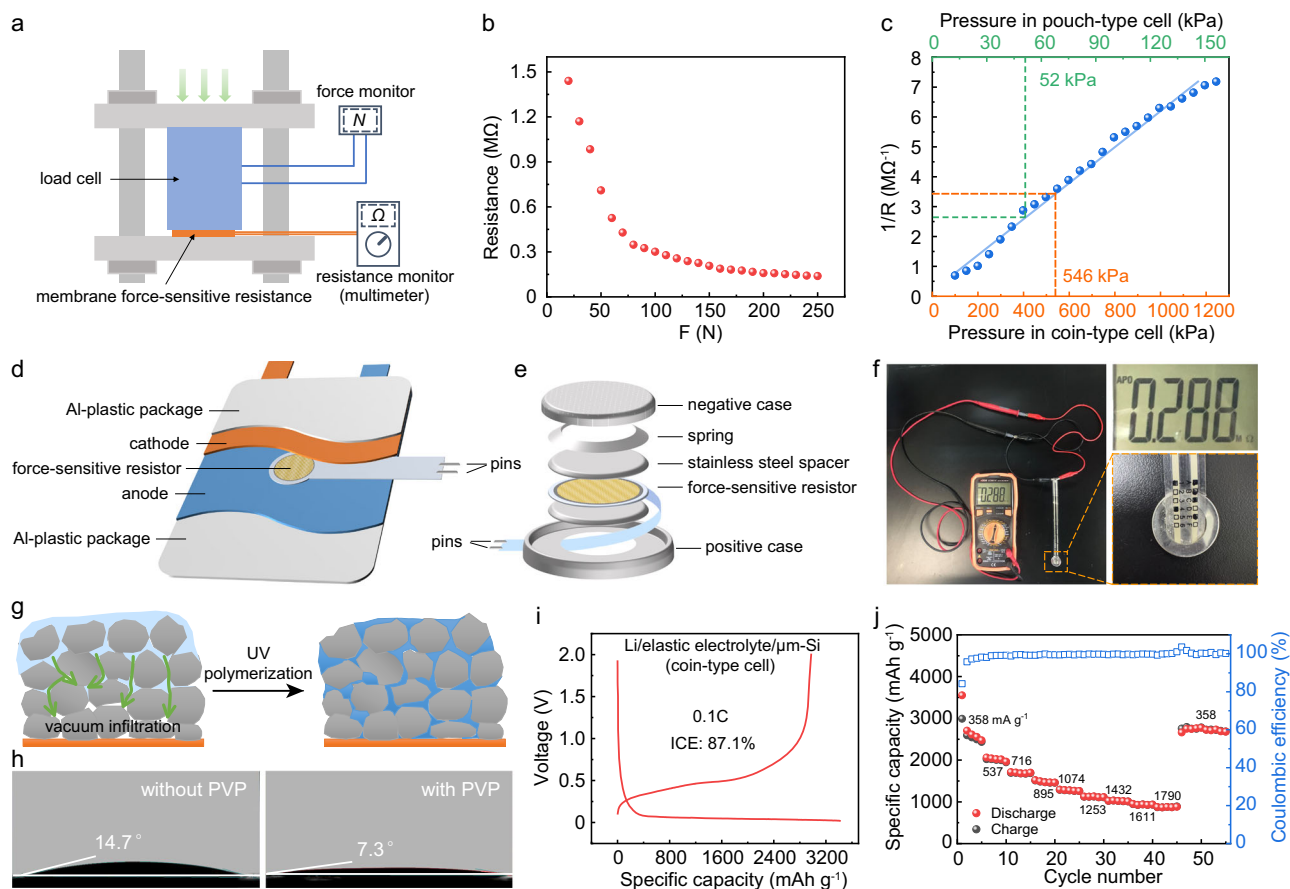 a
force monitor
N
load cell
Ω
resistance monitor
(multimeter)
membrane force-sensitive resistance
b
Resistance (MΩ)
1.5
1.2
0.9
0.6
0.3
0.0
0 50 100 150 200 250
F (N)
c
Pressure in pouch-type cell (kPa)
0 30 60 90 120 150
1/R (MΩ⁻¹)
8
7
6
5
4
3
2
1
0
52 kPa
546 kPa
0 200 400 600 800 1000 1200
Pressure in coin-type cell (kPa)
d
Al-plastic package
cathode
force-sensitive resistor
anode
Al-plastic package
pins
e
negative case
spring
stainless steel spacer
force-sensitive resistor
pins
positive case
f
APO
0.288
MΩ
g
vacuum infiltration
UV
polymerization
h
without PVP
14.7°
with PVP
7.3°
i
Voltage (V)
2.0
1.5
1.0
0.5
0
Li/elastic electrolyte/μm-Si
(coin-type cell)
0.1C
ICE: 87.1%
0 800 1600 2400 3200
Specific capacity (mAh g⁻¹)
j
Specific capacity (mAh g⁻¹)
5000
4000
3000
2000
1000
0
358 mA g⁻¹
537
716
895
1074
1253
1432
1611
1790
358
Discharge
Charge
0 10 20 30 40 50
Cycle number
100
80
60
40
20
0
Coulombic efficiency (%)